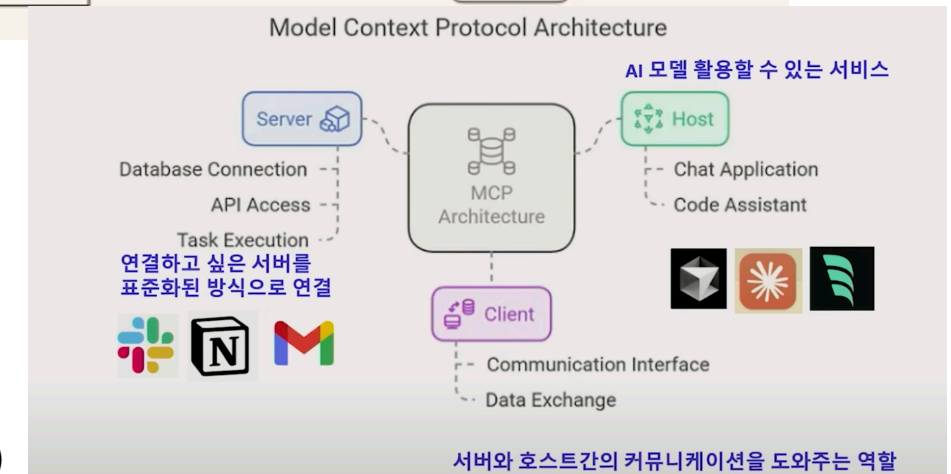 Model Context Protocol Architecture
AI 모델 활용할 수 있는 서비스
Server
Host
Database Connection
API Access
Task Execution
연결하고 싶은 서버를
표준화된 방식으로 연결
MCP
Architecture
Chat Application
Code Assistant
N
Client
Communication Interface
Data Exchange
)
서버와 호스트간의 커뮤니케이션을 도와주는 역할